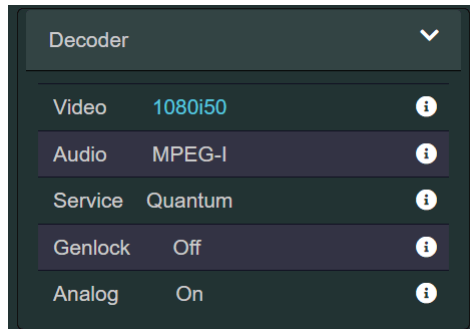 Decoder
Video 1080i50
Audio MPEG-I
Service Quantum
Genlock Off
Analog On